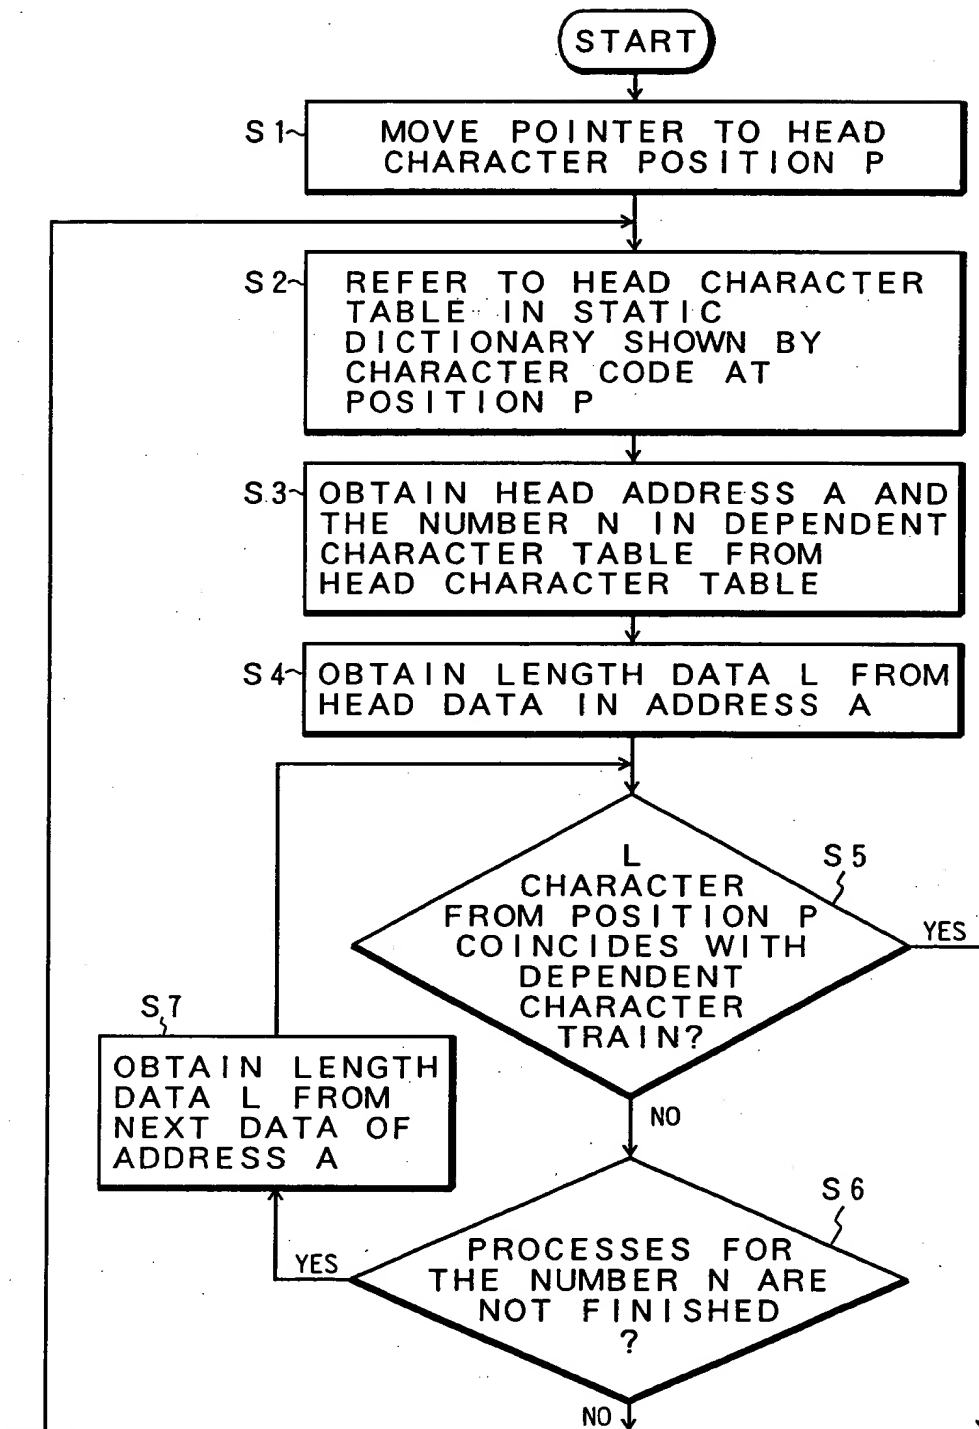 START
S1
MOVE POINTER TO HEAD
CHARACTER POSITION P
S2
REFER TO HEAD CHARACTER
TABLE IN STATIC
DICTIONARY SHOWN BY
CHARACTER CODE AT
POSITION P
S3
OBTAIN HEAD ADDRESS A AND
THE NUMBER N IN DEPENDENT
CHARACTER TABLE FROM
HEAD CHARACTER TABLE
S4
OBTAIN LENGTH DATA L FROM
HEAD DATA IN ADDRESS A
S5
L
CHARACTER
FROM POSITION P
COINCIDES WITH
DEPENDENT
CHARACTER
TRAIN?
YES
NO
S7
OBTAIN LENGTH
DATA L FROM
NEXT DATA OF
ADDRESS A
S6
PROCESSES FOR
THE NUMBER N ARE
NOT FINISHED
?
YES
NO